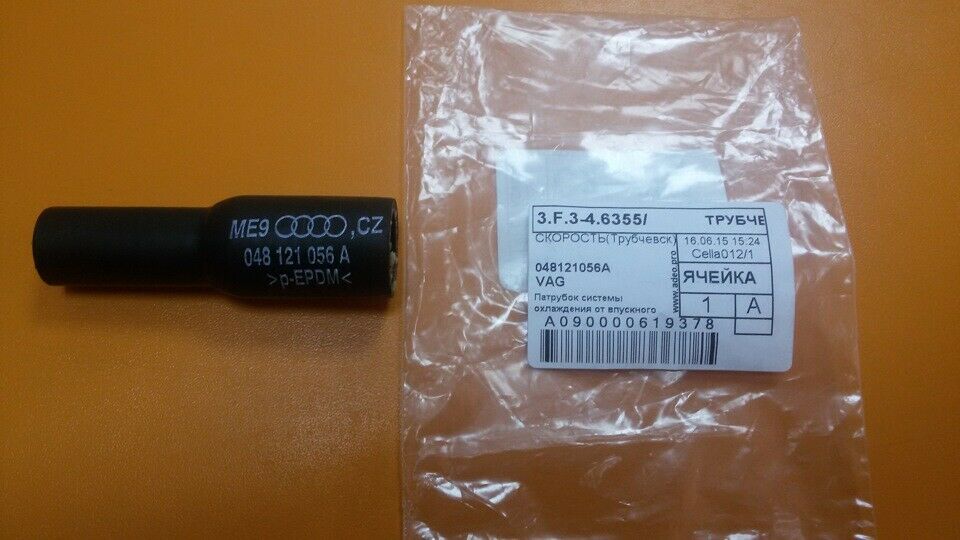 ME9 ,CZ
048 121 056 A
>p-EPDM<
3.F.3-4.6355/ ТРУБЧЕ
СКОРОСТЬ(Трубчевск)
16.06.15 15:24
Cella012/1
048121056A
VAG
www.adeo.pro
ЯЧЕЙКА
1 A
Патрубок системы
охлаждения от впускного
A090000619378